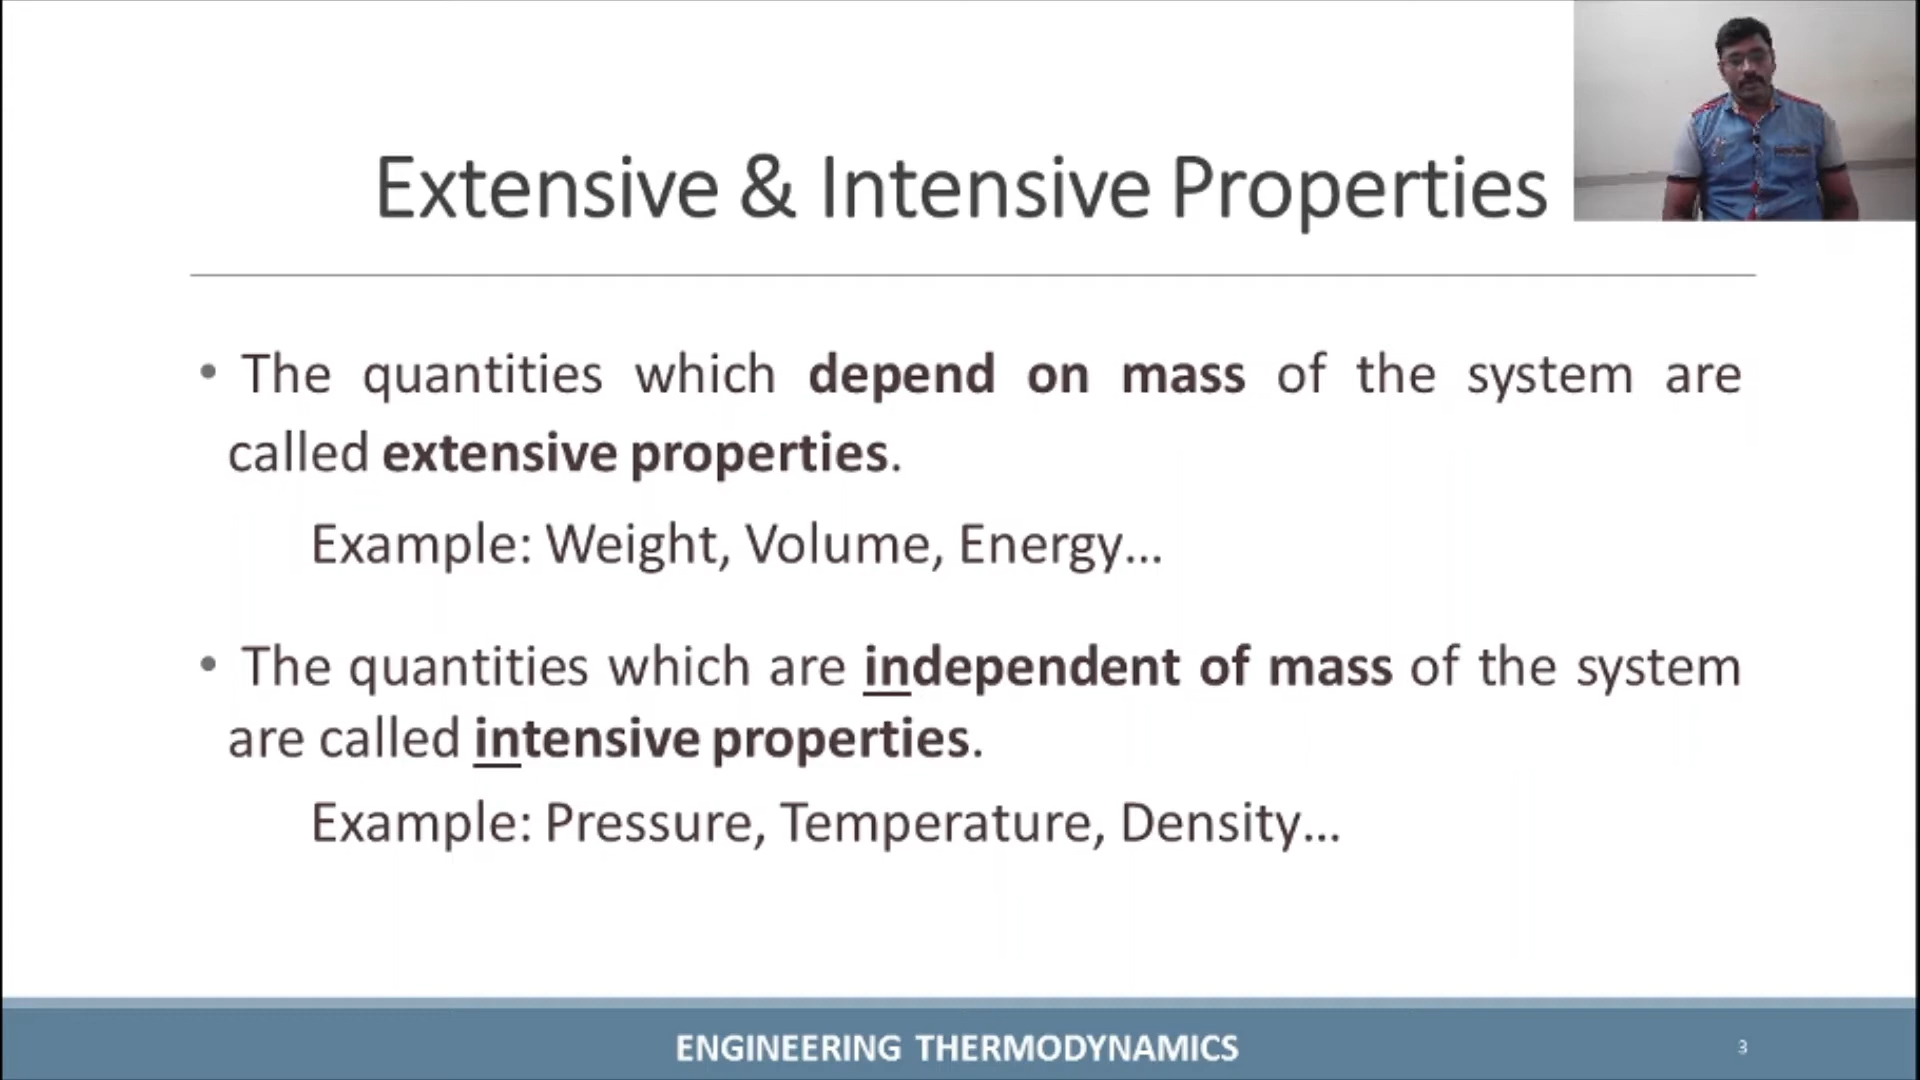 Extensive & Intensive Properties
• The quantities which depend on mass of the system are
called extensive properties.
Example: Weight, Volume, Energy...
• The quantities which are independent of mass of the system
are called intensive properties.
Example: Pressure, Temperature, Density...
ENGINEERING THERMODYNAMICS
3